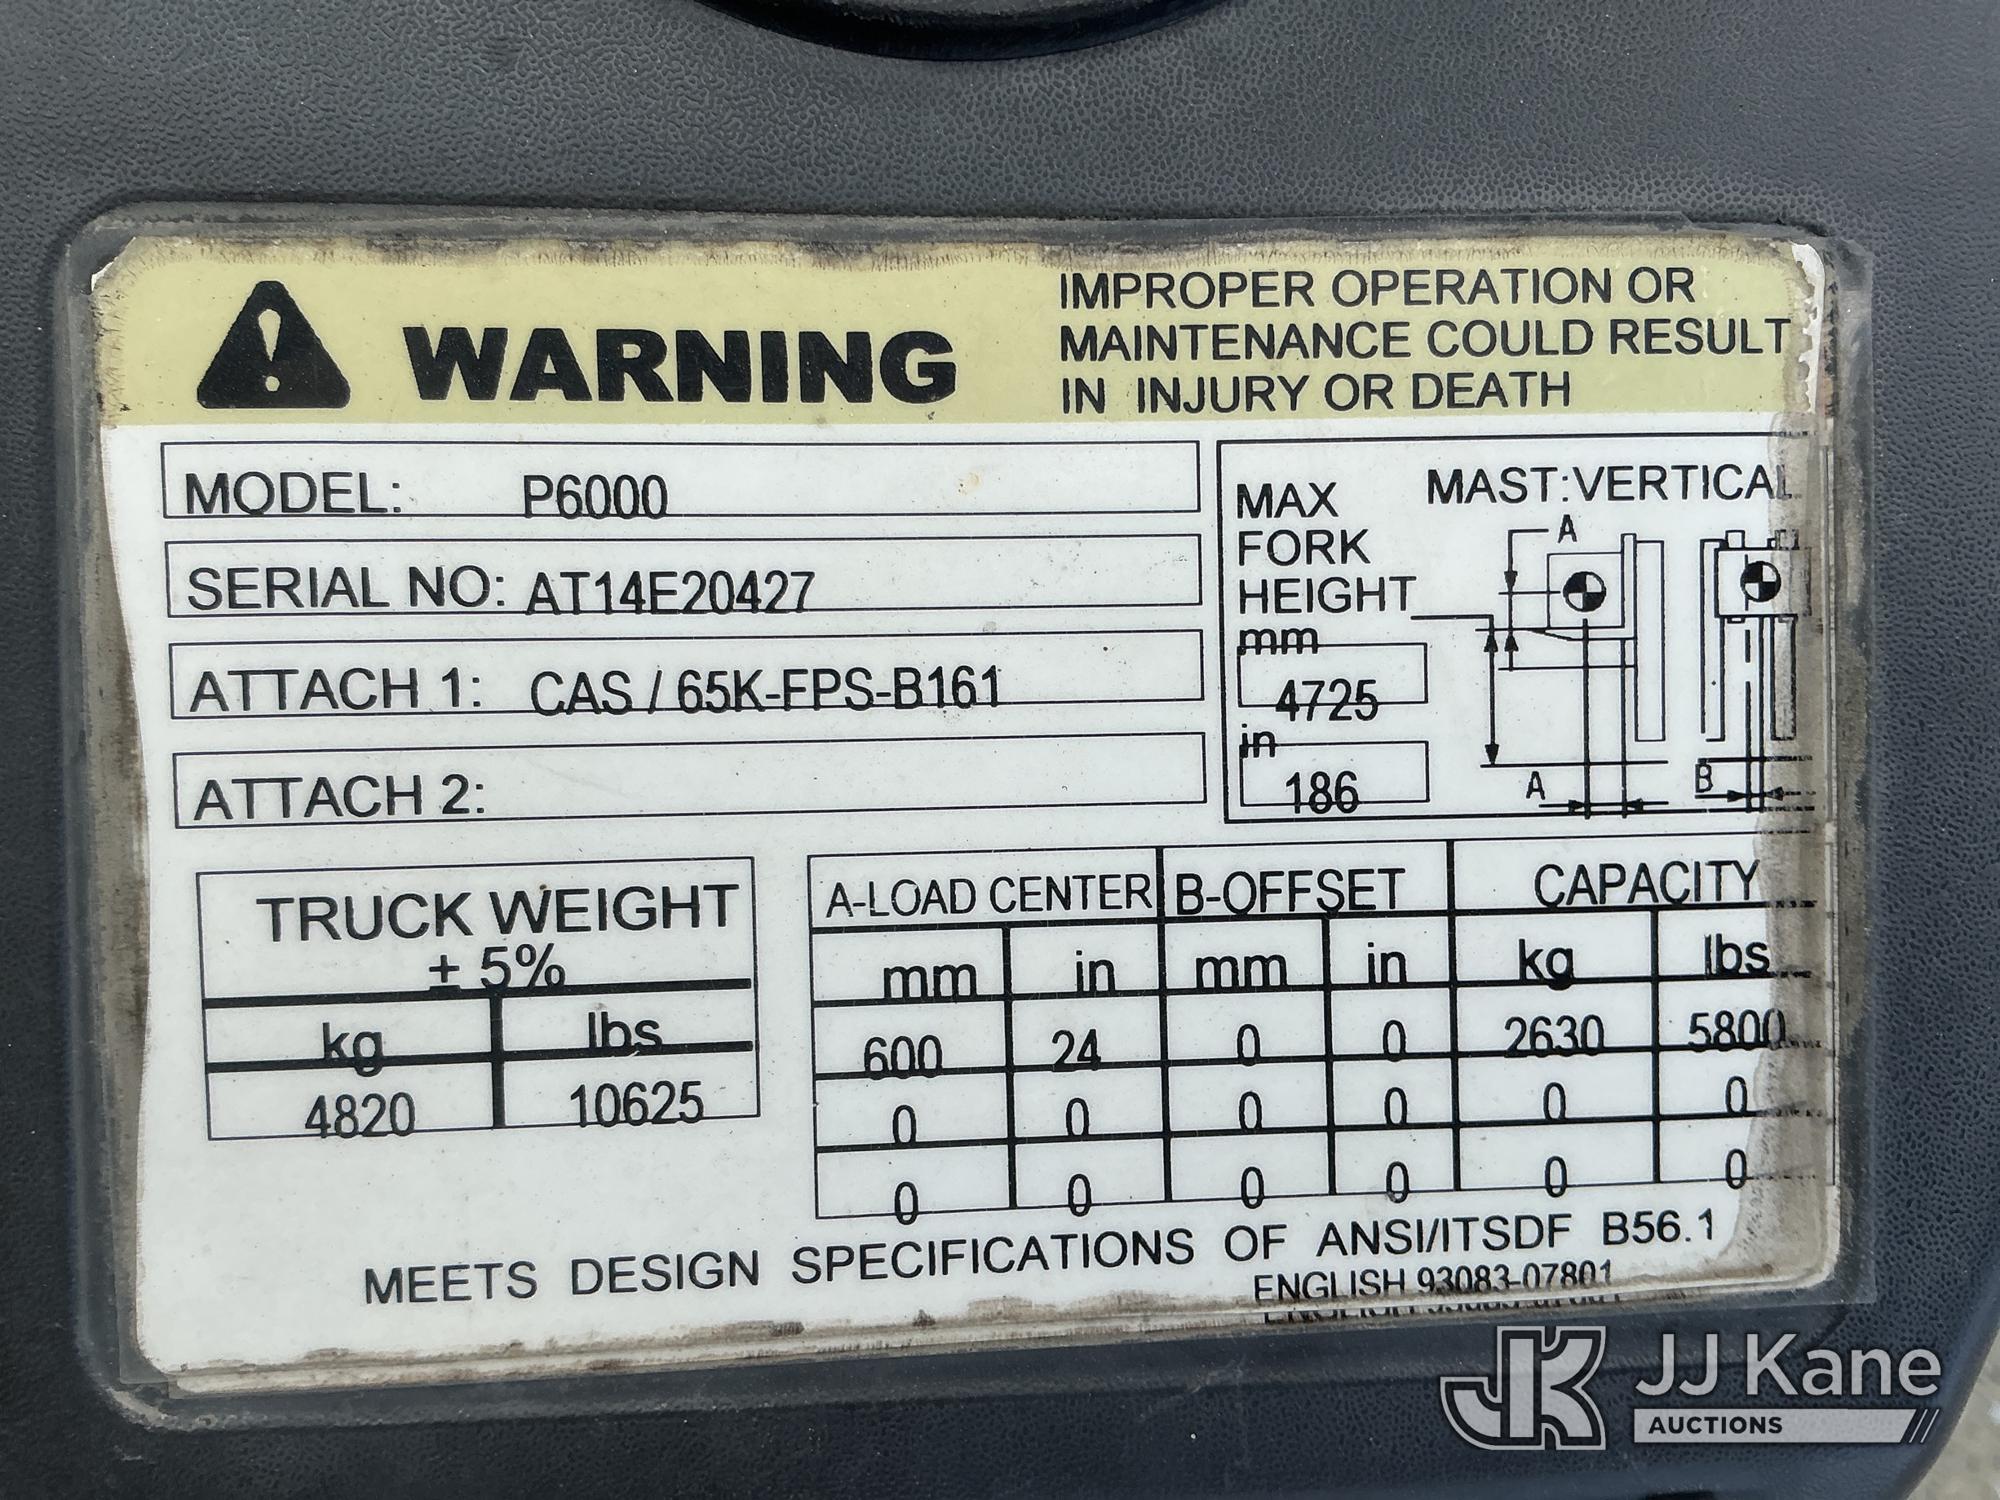 WARNING
IMPROPER OPERATION OR
MAINTENANCE COULD RESULT
IN INJURY OR DEATH
MODEL: P6000
SERIAL NO: AT14E20427
ATTACH 1: CAS / 65K-FPS-B161
ATTACH 2:
MAX
FORK
HEIGHT
mm
4725
in
186
MAST:VERTICAL
A
A
B
TRUCK WEIGHT
± 5%
kg lbs
4820 10625
A-LOAD CENTER B-OFFSET CAPACITY
mm in mm in kg lbs
600 24 0 0 2630 5800
0 0 0 0 0 0
0 0 0 0 0 0
MEETS DESIGN SPECIFICATIONS OF ANSI/ITSDF B56.1
ENGLISH 93083-07801
JK JJ Kane
AUCTIONS